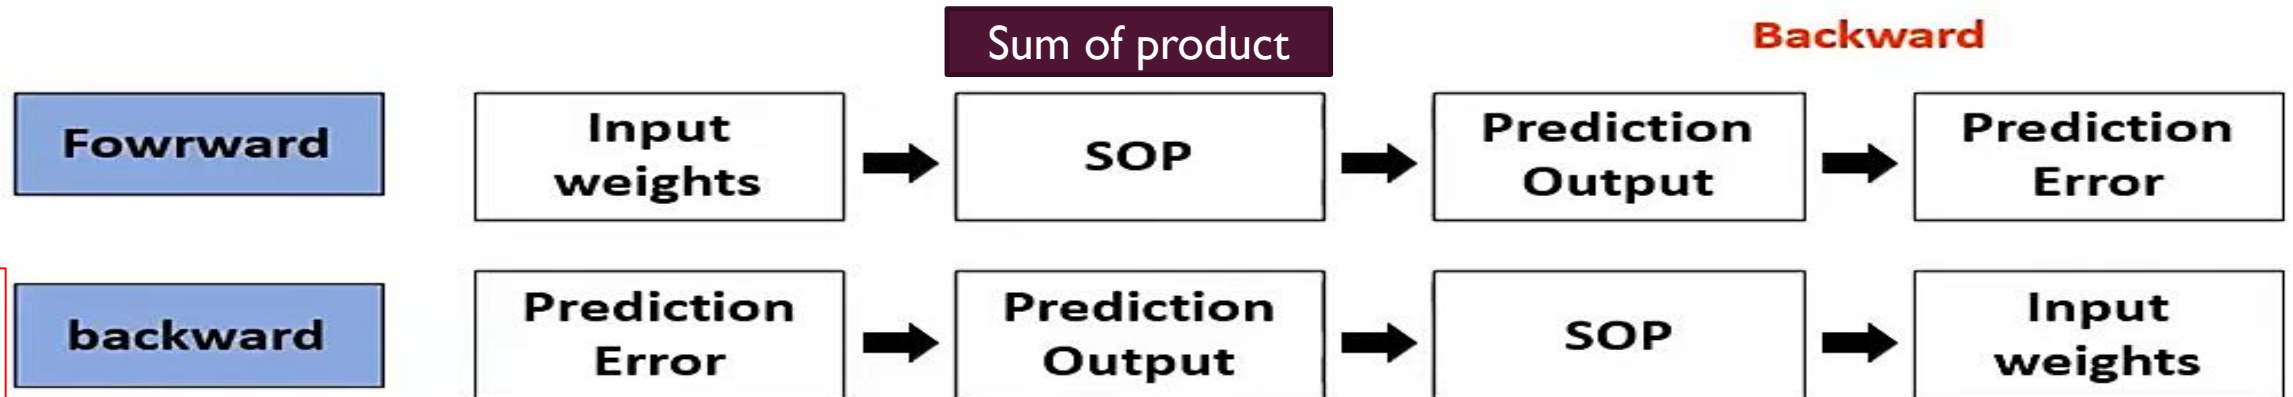 Sum of product
Backward
Fowrward
Input
weights
SOP
Prediction
Output
Prediction
Error
backward
Prediction
Error
Prediction
Output
SOP
Input
weights